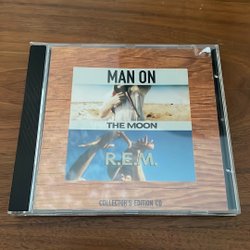 MAN ON
THE MOON
R.E.M.
COLLECTOR'S EDITION CD